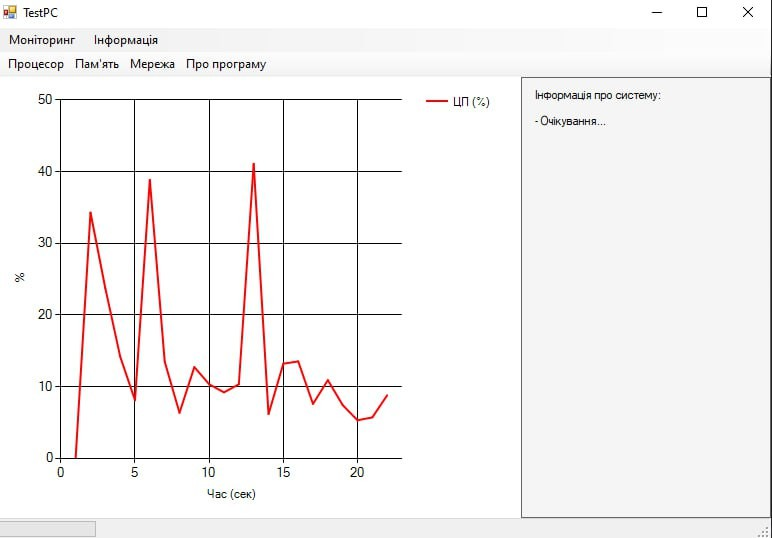 TestPC
Моніторинг Інформація
Процесор Пам'ять Мережа Про програму
50
40
30
20
10
0
%
0 5 10 15 20
Час (сек)
ЦП (%)
Інформація про систему:
- Очікування...